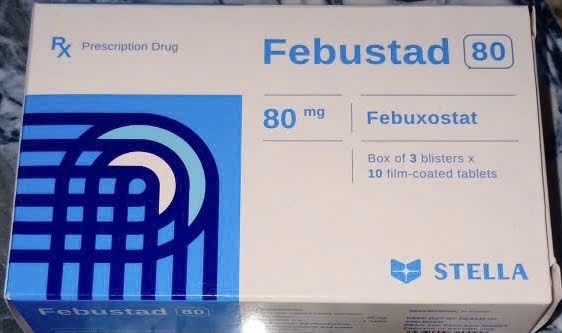 Rx Prescription Drug
Febustad 80
80 mg
Febuxostat
Box of 3 blisters x
10 film-coated tablets
STELLA
Febustad 80